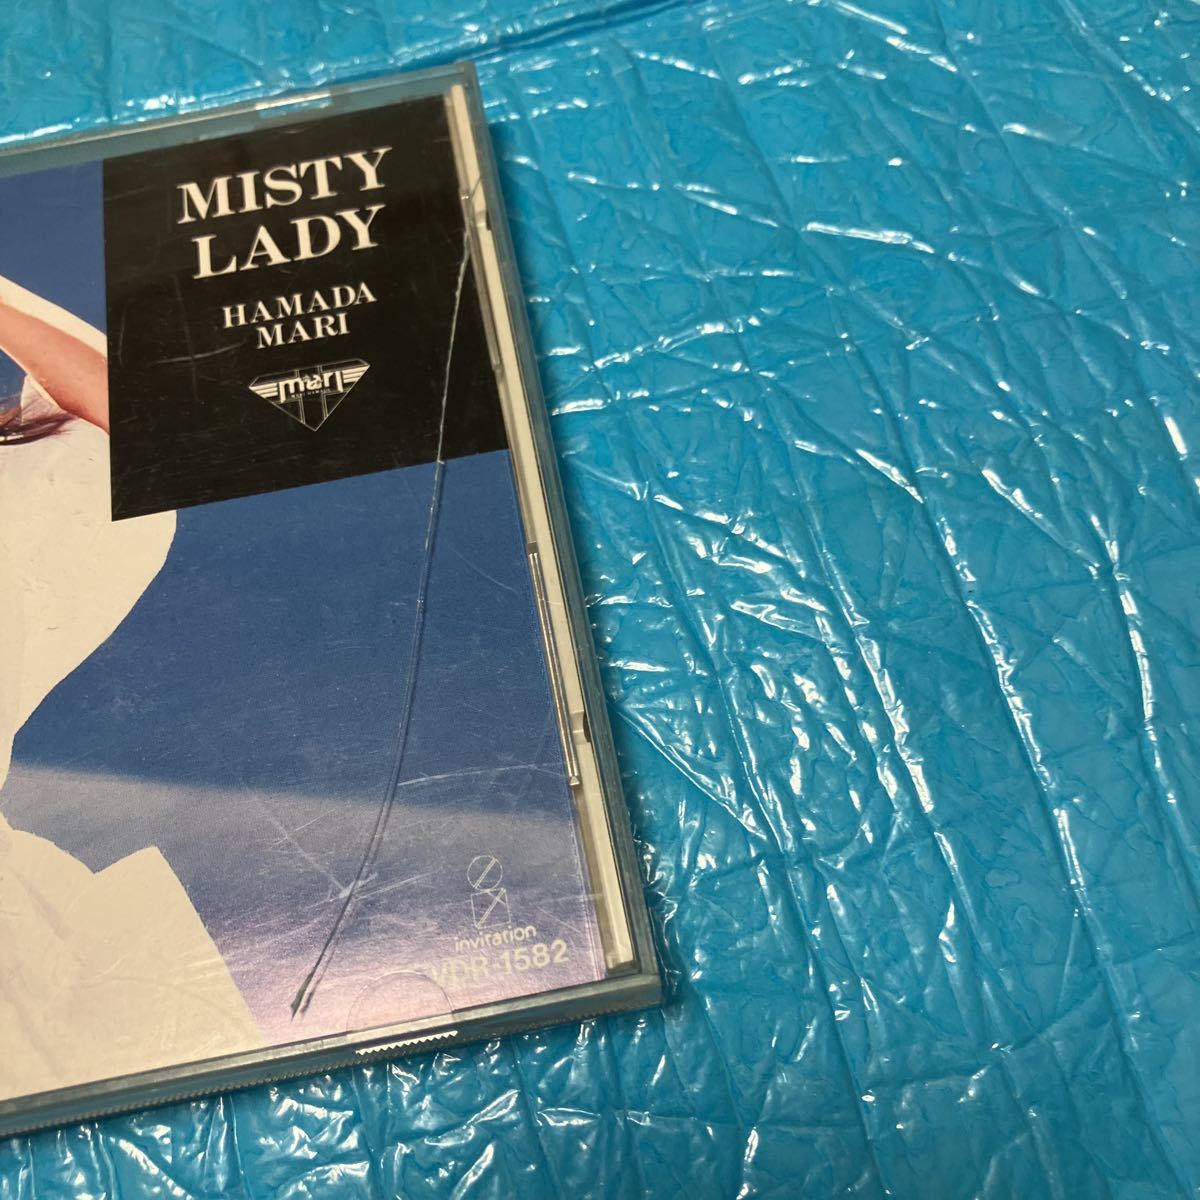 MISTY
LADY
HAMADA
MARI
mari
invitation
VDR-1582